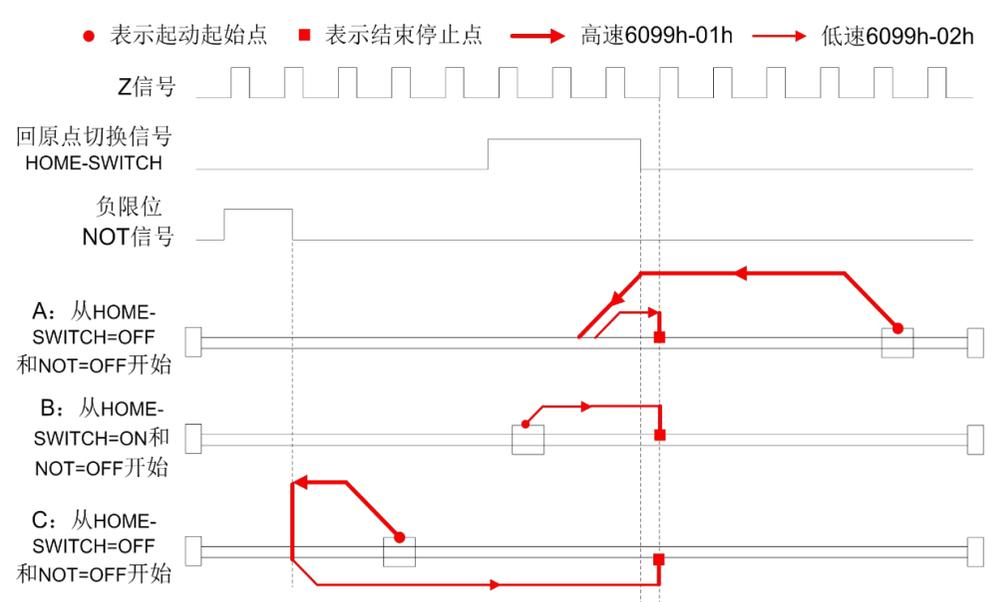 表示起动起始点 表示结束停止点 高速6099h-01h 低速6099h-02h
Z信号
回原点切换信号
HOME-SWITCH
负限位
NOT信号
A：从HOME-
SWITCH=OFF
和NOT=OFF开始
B：从HOME-
SWITCH=ON和
NOT=OFF开始
C：从HOME-
SWITCH=OFF
和NOT=OFF开始